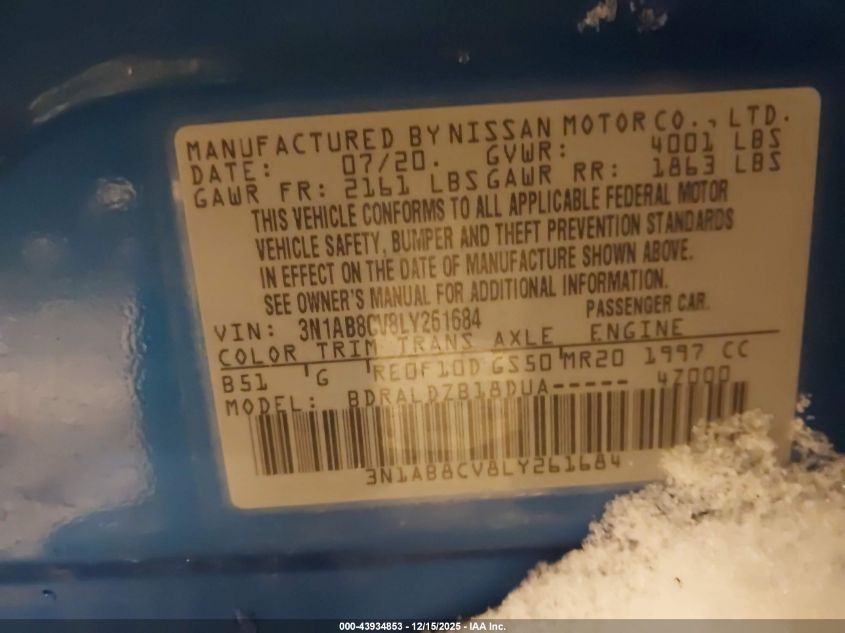 MANUFACTURED BY NISSAN MOTOR CO., LTD.
DATE: 07/20. GVWR: 4001 LBS
GAWR FR: 2161 LBS GAWR RR: 1863 LBS
THIS VEHICLE CONFORMS TO ALL APPLICABLE FEDERAL MOTOR
VEHICLE SAFETY, BUMPER AND THEFT PREVENTION STANDARDS
IN EFFECT ON THE DATE OF MANUFACTURE SHOWN ABOVE.
SEE OWNER'S MANUAL FOR ADDITIONAL INFORMATION.
VIN: 3N1AB8CV8LY261684 PASSENGER CAR.
COLOR TRIM TRANS AXLE ENGINE
B51 G RE0F10D GS50 MR20 1997 CC
MODEL: BDRALDZB18DUA----- 47000
3N1AB8CV8LY261684
000-43934853 - 12/15/2025 - IAA Inc.